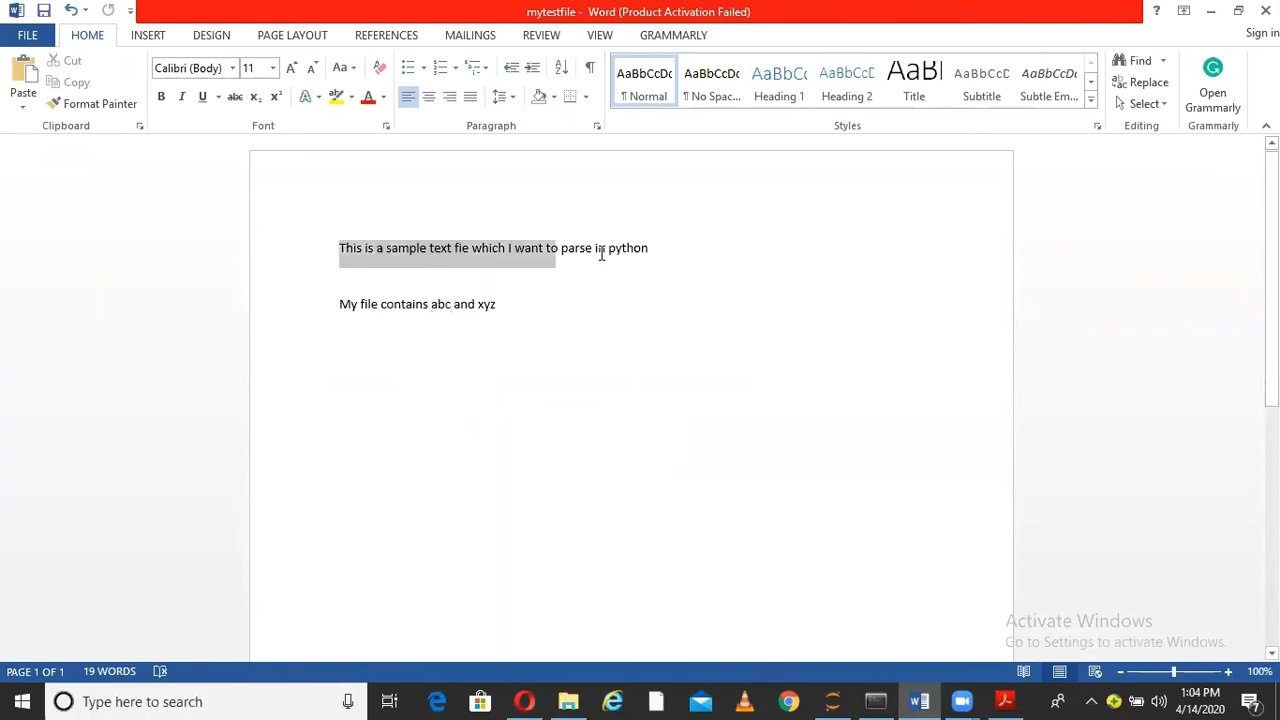 mytestfile - Word (Product Activation Failed)
FILE HOME INSERT DESIGN PAGE LAYOUT REFERENCES MAILINGS REVIEW VIEW GRAMMARLY Sign in
Paste
Cut
Copy
Format Painter
Clipboard
Calibri (Body) 11
Font
Paragraph
AaBbCcDc AaBbCcDc AaBbCc AaBbCcC AaBl AaBbCcD AaBbCcDc
¶ Normal ¶ No Spac... Heading 1 Heading 2 Title Subtitle Subtle Em...
Styles
Find
Replace
Select
Editing
Open Grammarly
Grammarly
This is a sample text fie which I want to parse in python
My file contains abc and xyz
Activate Windows
Go to Settings to activate Windows.
PAGE 1 OF 1 19 WORDS 100%
Type here to search
1:04 PM
4/14/2020
7